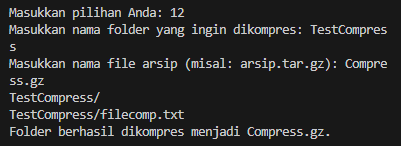 Masukkan pilihan Anda: 12
Masukkan nama folder yang ingin dikompres: TestCompres
s
Masukkan nama file arsip (misal: arsip.tar.gz): Compre
ss.gz
TestCompress/
TestCompress/filecomp.txt
Folder berhasil dikompres menjadi Compress.gz.